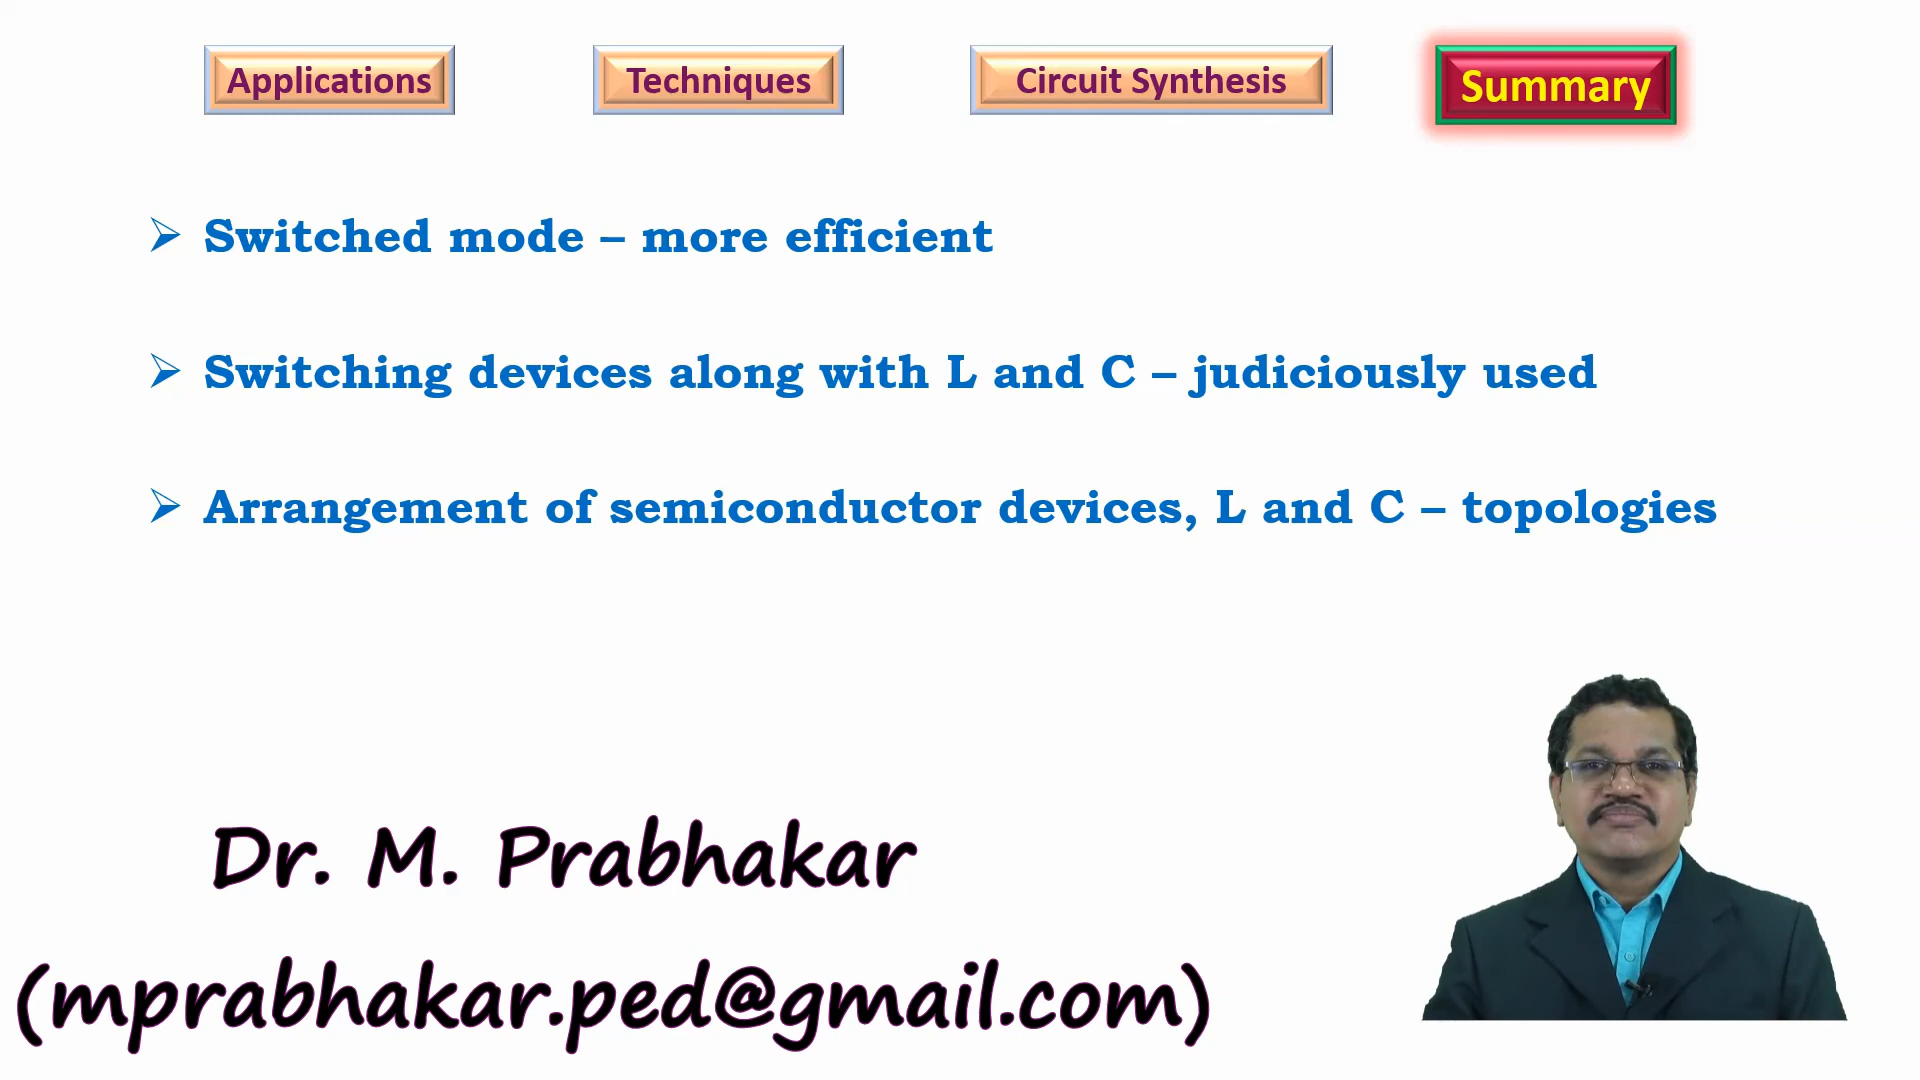 Applications Techniques Circuit Synthesis Summary
➢ Switched mode – more efficient
➢ Switching devices along with L and C – judiciously used
➢ Arrangement of semiconductor devices, L and C – topologies
Dr. M. Prabhakar
(mprabhakar.ped@gmail.com)